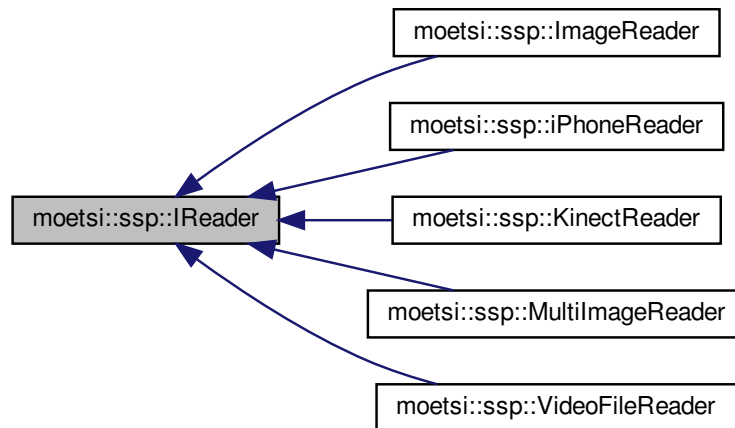 moetsi::ssp::ImageReader
moetsi::ssp::iPhoneReader
moetsi::ssp::IReader
moetsi::ssp::KinectReader
moetsi::ssp::MultiImageReader
moetsi::ssp::VideoFileReader